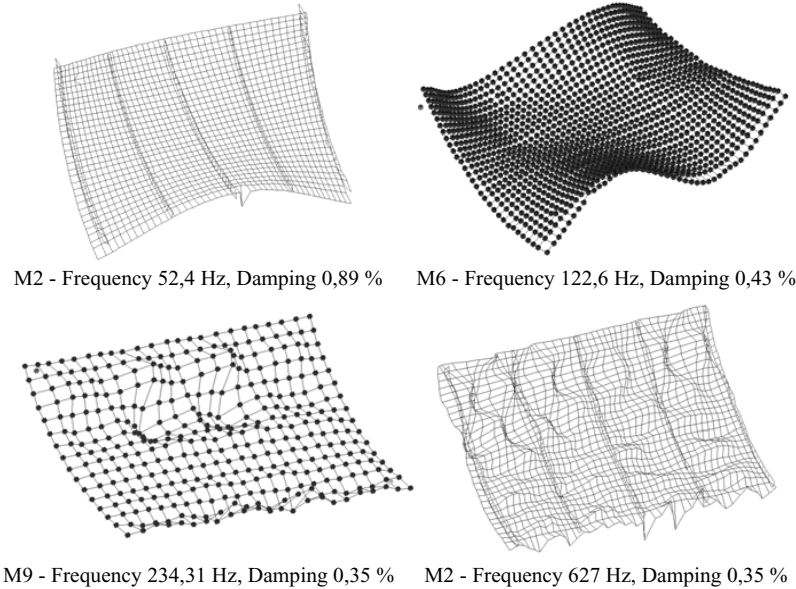 M2 - Frequency 52,4 Hz, Damping 0,89 %
M6 - Frequency 122,6 Hz, Damping 0,43 %
M9 - Frequency 234,31 Hz, Damping 0,35 %
M2 - Frequency 627 Hz, Damping 0,35 %